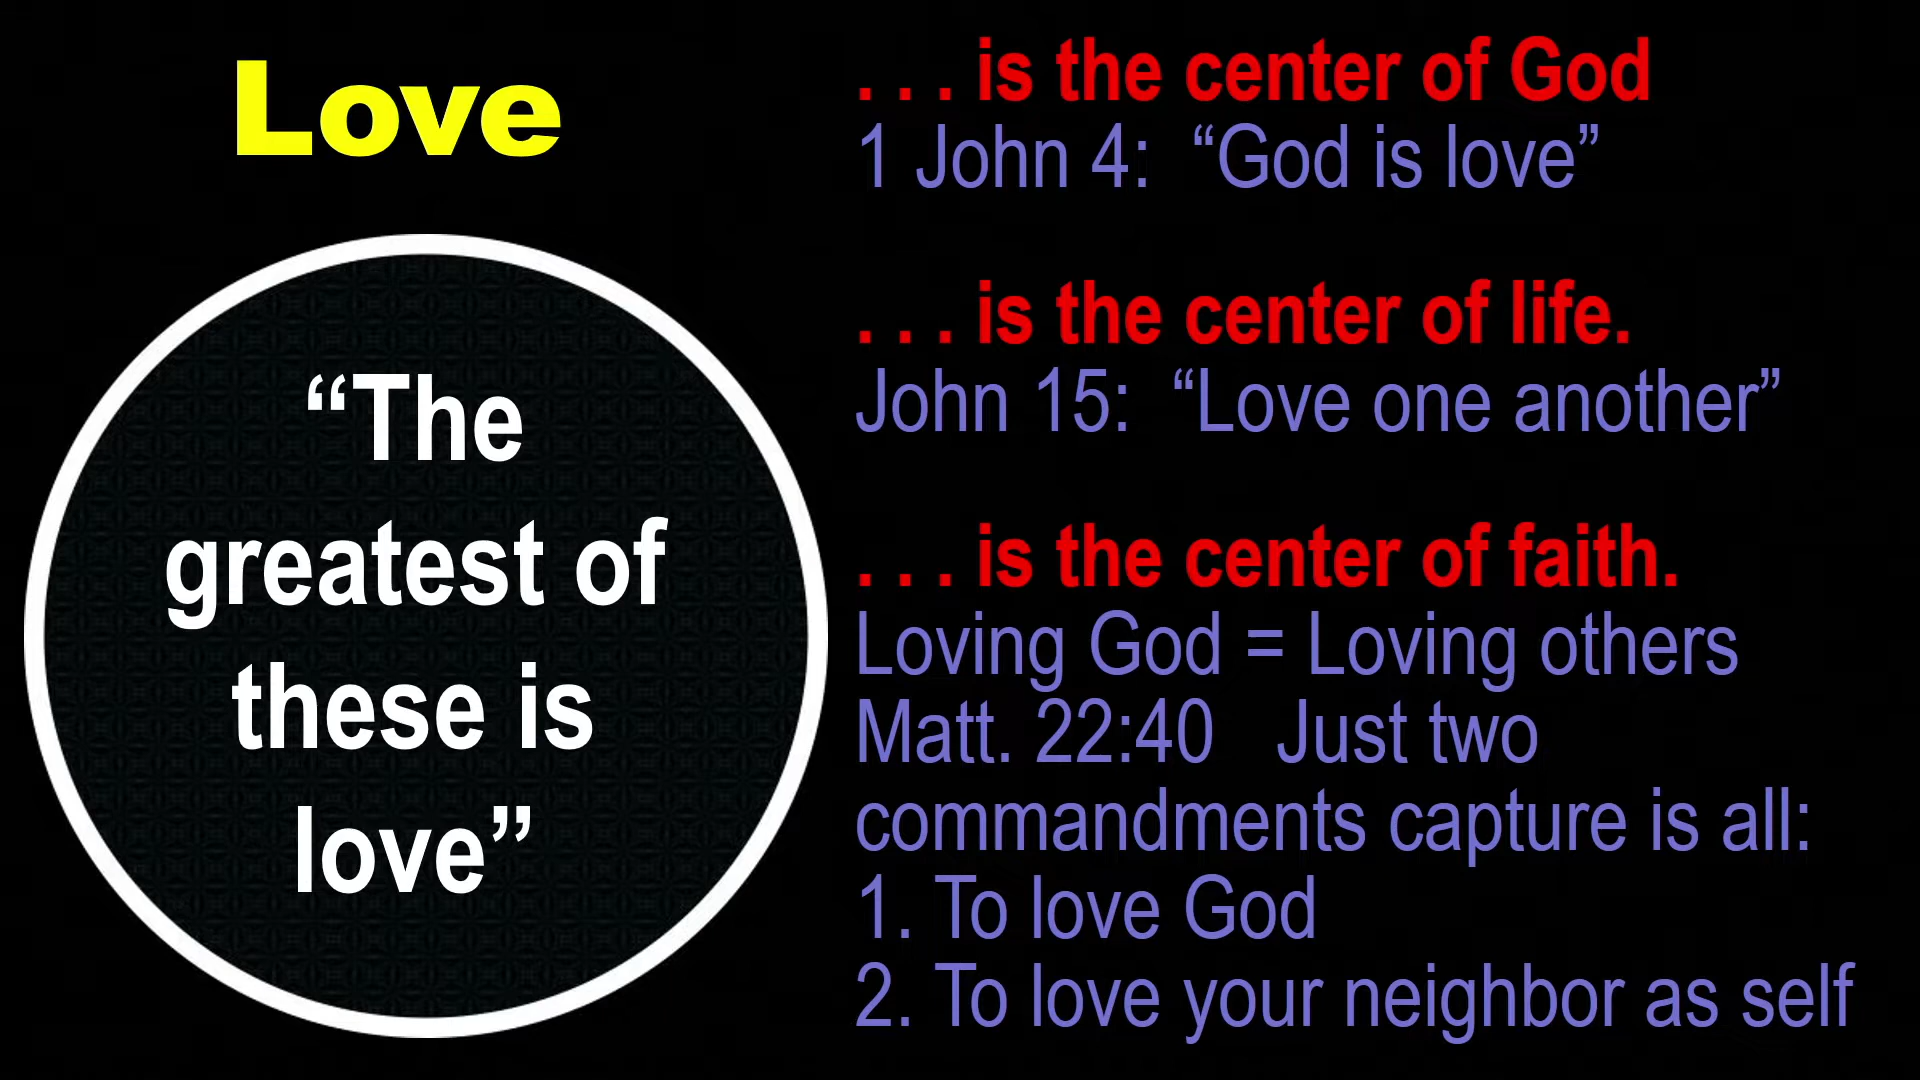 Love
“The
greatest of
these is
love”
. . . is the center of God
1 John 4:  “God is love”
. . . is the center of life.
John 15:  “Love one another”
. . . is the center of faith.
Loving God = Loving others
Matt. 22:40   Just two
commandments capture is all:
1. To love God
2. To love your neighbor as self